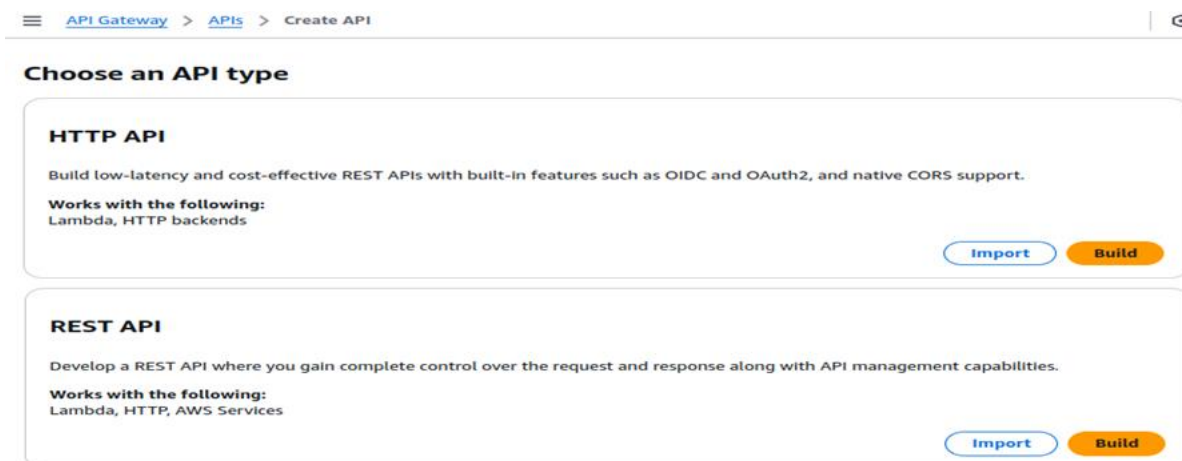 API Gateway > APIs > Create API
Choose an API type
HTTP API
Build low-latency and cost-effective REST APIs with built-in features such as OIDC and OAuth2, and native CORS support.
Works with the following:
Lambda, HTTP backends
Import Build
REST API
Develop a REST API where you gain complete control over the request and response along with API management capabilities.
Works with the following:
Lambda, HTTP, AWS Services
Import Build